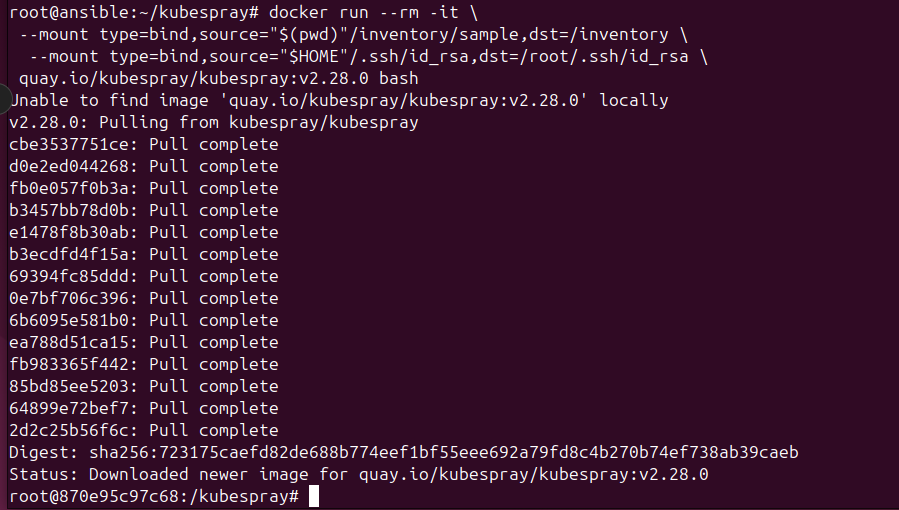 root@ansible:~/kubespray# docker run --rm -it \
 --mount type=bind,source="$(pwd)"/inventory/sample,dst=/inventory \
  --mount type=bind,source="$HOME"/.ssh/id_rsa,dst=/root/.ssh/id_rsa \
 quay.io/kubespray/kubespray:v2.28.0 bash
Unable to find image 'quay.io/kubespray/kubespray:v2.28.0' locally
v2.28.0: Pulling from kubespray/kubespray
cbe3537751ce: Pull complete
d0e2ed044268: Pull complete
fb0e057f0b3a: Pull complete
b3457bb78d0b: Pull complete
e1478f8b30ab: Pull complete
b3ecdfd4f15a: Pull complete
69394fc85ddd: Pull complete
0e7bf706c396: Pull complete
6b6095e581b0: Pull complete
ea788d51ca15: Pull complete
fb983365f442: Pull complete
85bd85ee5203: Pull complete
64899e72bef7: Pull complete
2d2c25b56f6c: Pull complete
Digest: sha256:723175caefd82de688b774eef1bf55eee692a79fd8c4b270b74ef738ab39caeb
Status: Downloaded newer image for quay.io/kubespray/kubespray:v2.28.0
root@870e95c97c68:/kubespray#